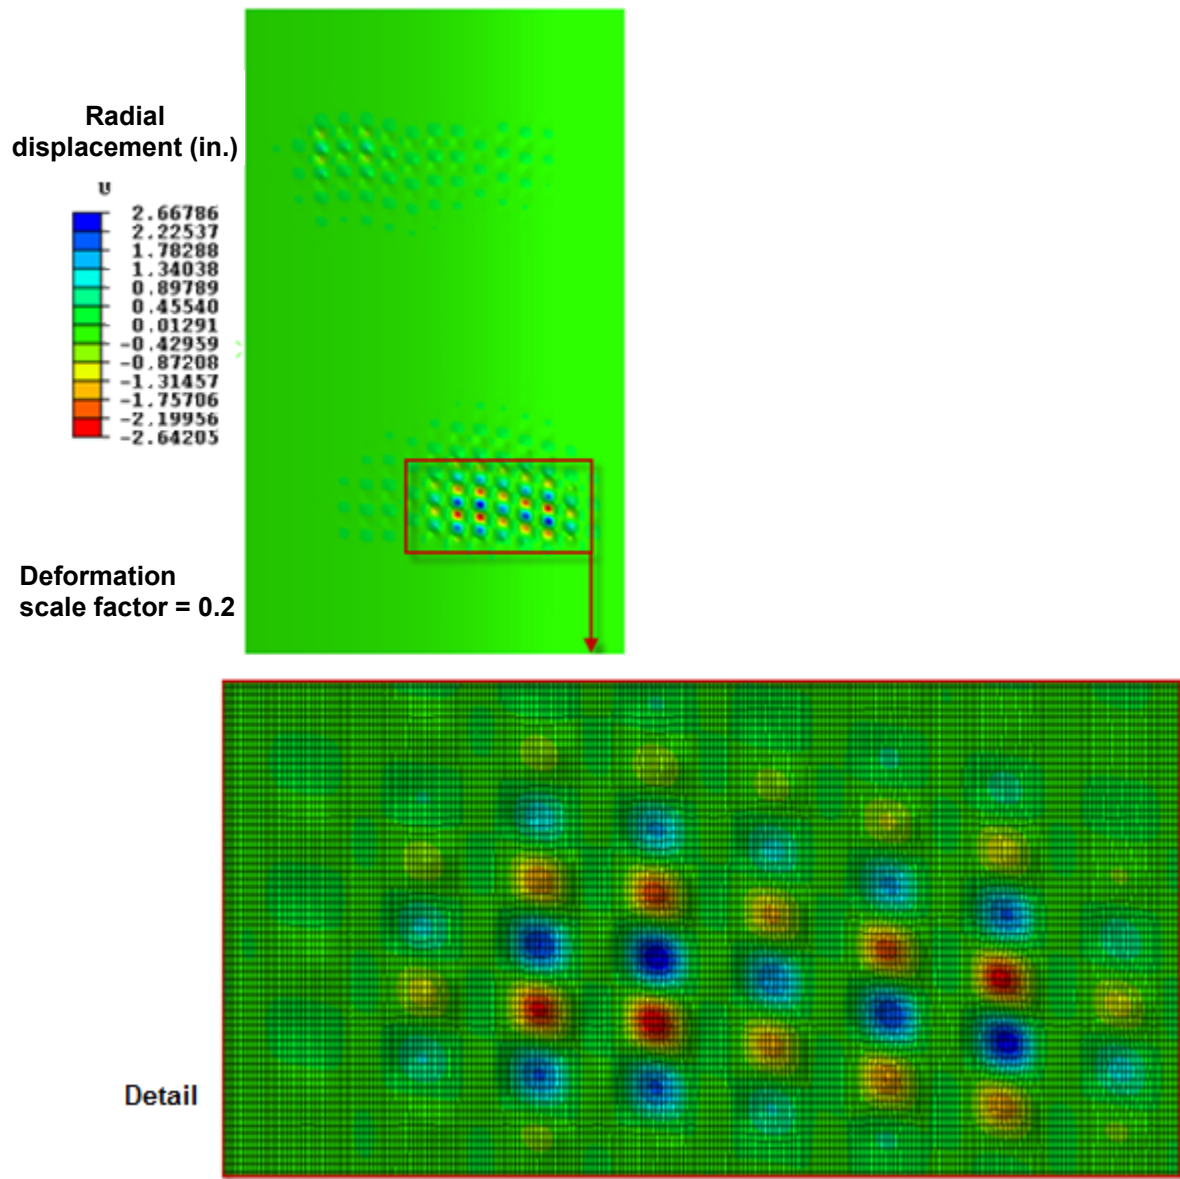 Radial
displacement (in.)
u
2.66786
2.22537
1.78288
1.34038
0.89789
0.45540
0.01291
-0.42959
-0.87208
-1.31457
-1.75706
-2.19956
-2.64205
Deformation
scale factor = 0.2
Detail